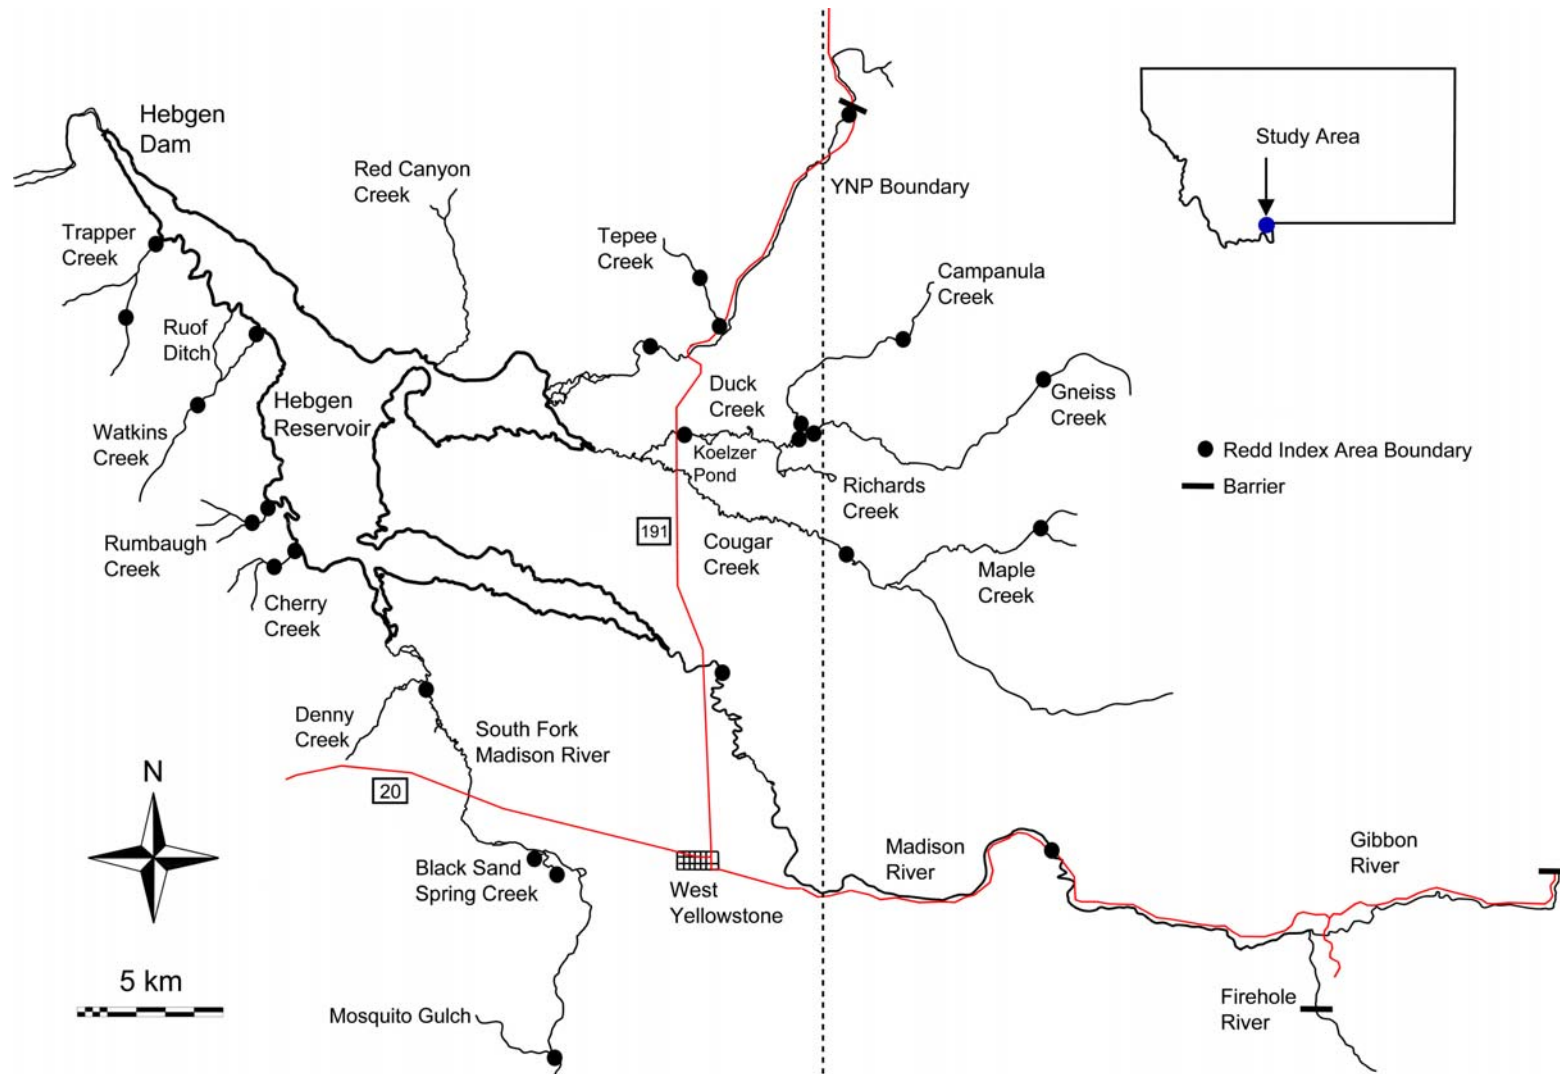 Hebgen
Dam
Red Canyon
Creek
Study Area
YNP Boundary
Trapper
Creek
Tepee
Creek
Campanula
Creek
Ruof
Ditch
Duck
Creek
Gneiss
Creek
Hebgen
Reservoir
Watkins
Creek
Koelzer
Pond
Redd Index Area Boundary
Barrier
Richards
Creek
191
Rumbaugh
Creek
Cougar
Creek
Maple
Creek
Cherry
Creek
Denny
Creek
South Fork
Madison River
N
20
Black Sand
Spring Creek
West
Yellowstone
Madison
River
Gibbon
River
5 km
Mosquito Gulch
Firehole
River